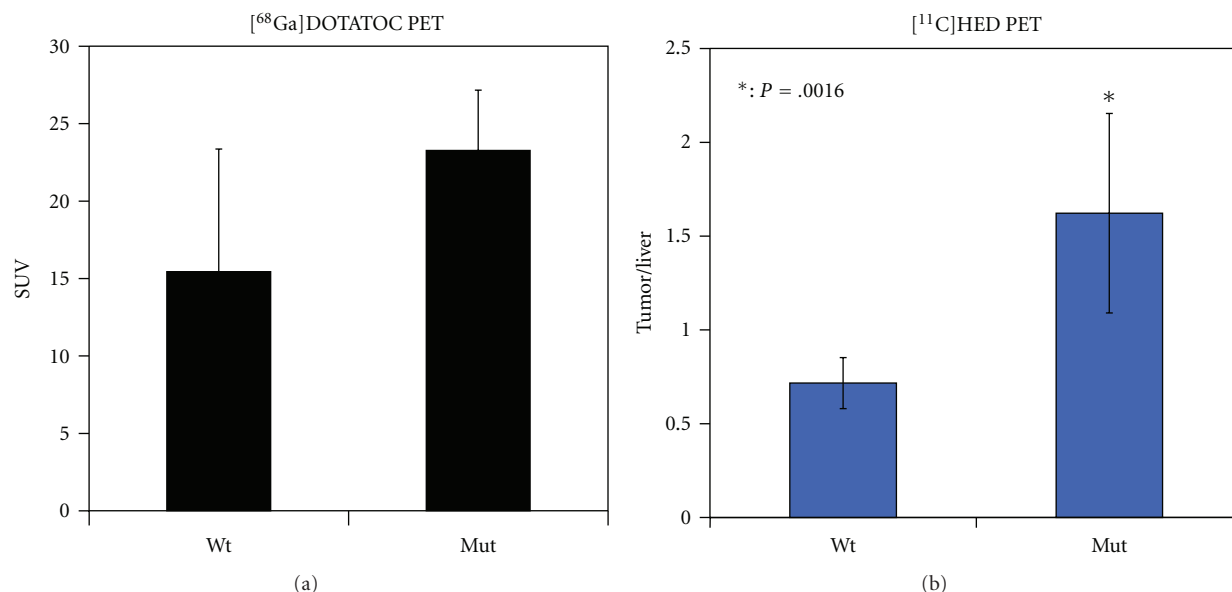 [⁶⁸Ga]DOTATOC PET
30
25
20
15
10
5
0
SUV
Wt
Mut
(a)
[¹¹C]HED PET
2.5
2
1.5
1
0.5
0
Tumor/liver
*: P = .0016
*
Wt
Mut
(b)